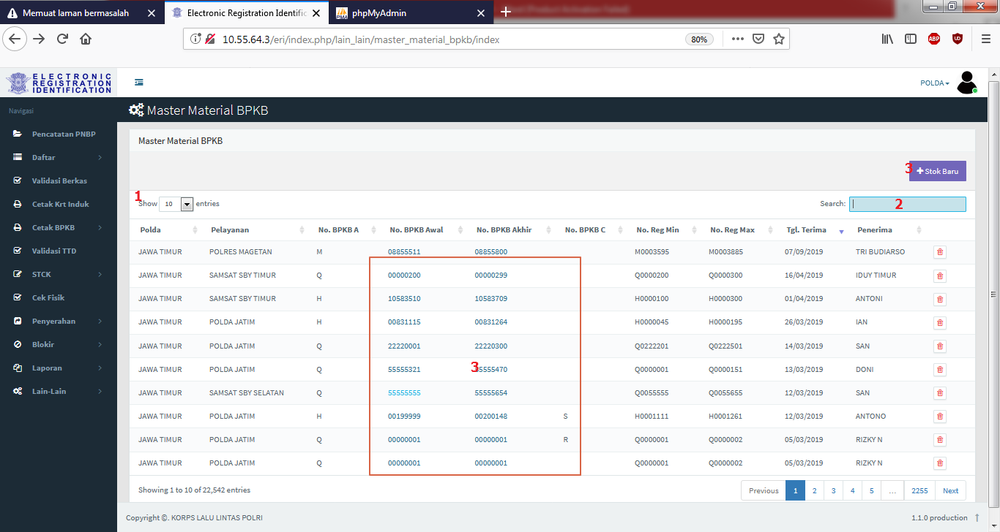 Memuat laman bermasalah
Electronic Registration Identific
phpMyAdmin
10.55.64.3/eri/index.php/lain_lain/master_material_bpkb/index 80%
ELECTRONIC
REGISTRATION
IDENTIFICATION
POLDA
Navigasi
Pencatatan PNBP
Daftar
Validasi Berkas
Cetak Krt Induk
Cetak BPKB
Validasi TTD
STCK
Cek Fisik
Penyerahan
Blokir
Laporan
Lain-Lain
Master Material BPKB
Master Material BPKB
3 Stok Baru
1
Show 10 entries Search: 2
Polda Pelayanan No. BPKB A No. BPKB Awal No. BPKB Akhir No. BPKB C No. Reg Min No. Reg Max Tgl. Terima Penerima
JAWA TIMUR POLRES MAGETAN M 08855511 08855800 M0003595 M0003885 07/09/2019 TRI BUDIARSO
JAWA TIMUR SAMSAT SBY TIMUR Q 00000200 00000299 Q0000200 Q0000300 16/04/2019 IDUY TIMUR
JAWA TIMUR SAMSAT SBY TIMUR H 10583510 10583709 H0000100 H0000300 01/04/2019 ANTONI
JAWA TIMUR POLDA JATIM H 00831115 00831264 H0000045 H0000195 26/03/2019 IAN
JAWA TIMUR POLDA JATIM Q 22220001 22220300 Q0222201 Q0222501 14/03/2019 SAN
JAWA TIMUR POLDA JATIM Q 55555321 3 55555470 Q0000001 Q0000151 13/03/2019 DONI
JAWA TIMUR SAMSAT SBY SELATAN Q 55555555 55555654 Q0055555 Q0055655 12/03/2019 SAN
JAWA TIMUR POLDA JATIM H 00199999 00200148 S H0001111 H0001261 12/03/2019 ANTONO
JAWA TIMUR POLDA JATIM Q 00000001 00000001 R Q0000001 Q0000002 05/03/2019 RIZKY N
JAWA TIMUR POLDA JATIM Q 00000001 00000001 Q0000001 Q0000002 05/03/2019 RIZKY N
Showing 1 to 10 of 22,542 entries Previous 1 2 3 4 5 ... 2255 Next
Copyright ©. KORPS LALU LINTAS POLRI 1.1.0 production